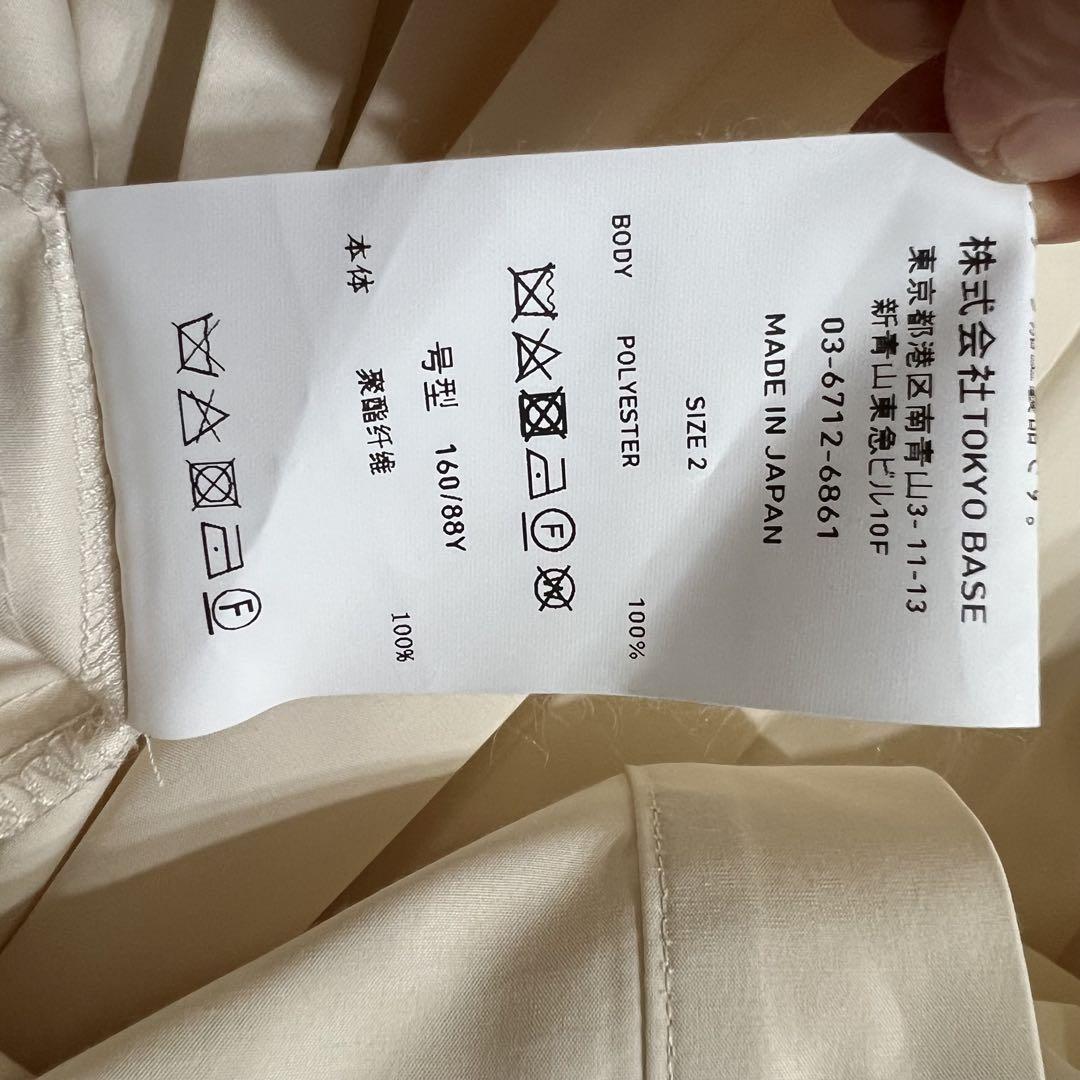 株式会社TOKYO BASE
東京都港区南青山3-11-13
新青山東急ビル10F
03-6712-6861
MADE IN JAPAN
SIZE 2
BODY POLYESTER 100%
F
W
号型 160/88Y
本体 聚酯纤维 100%
F